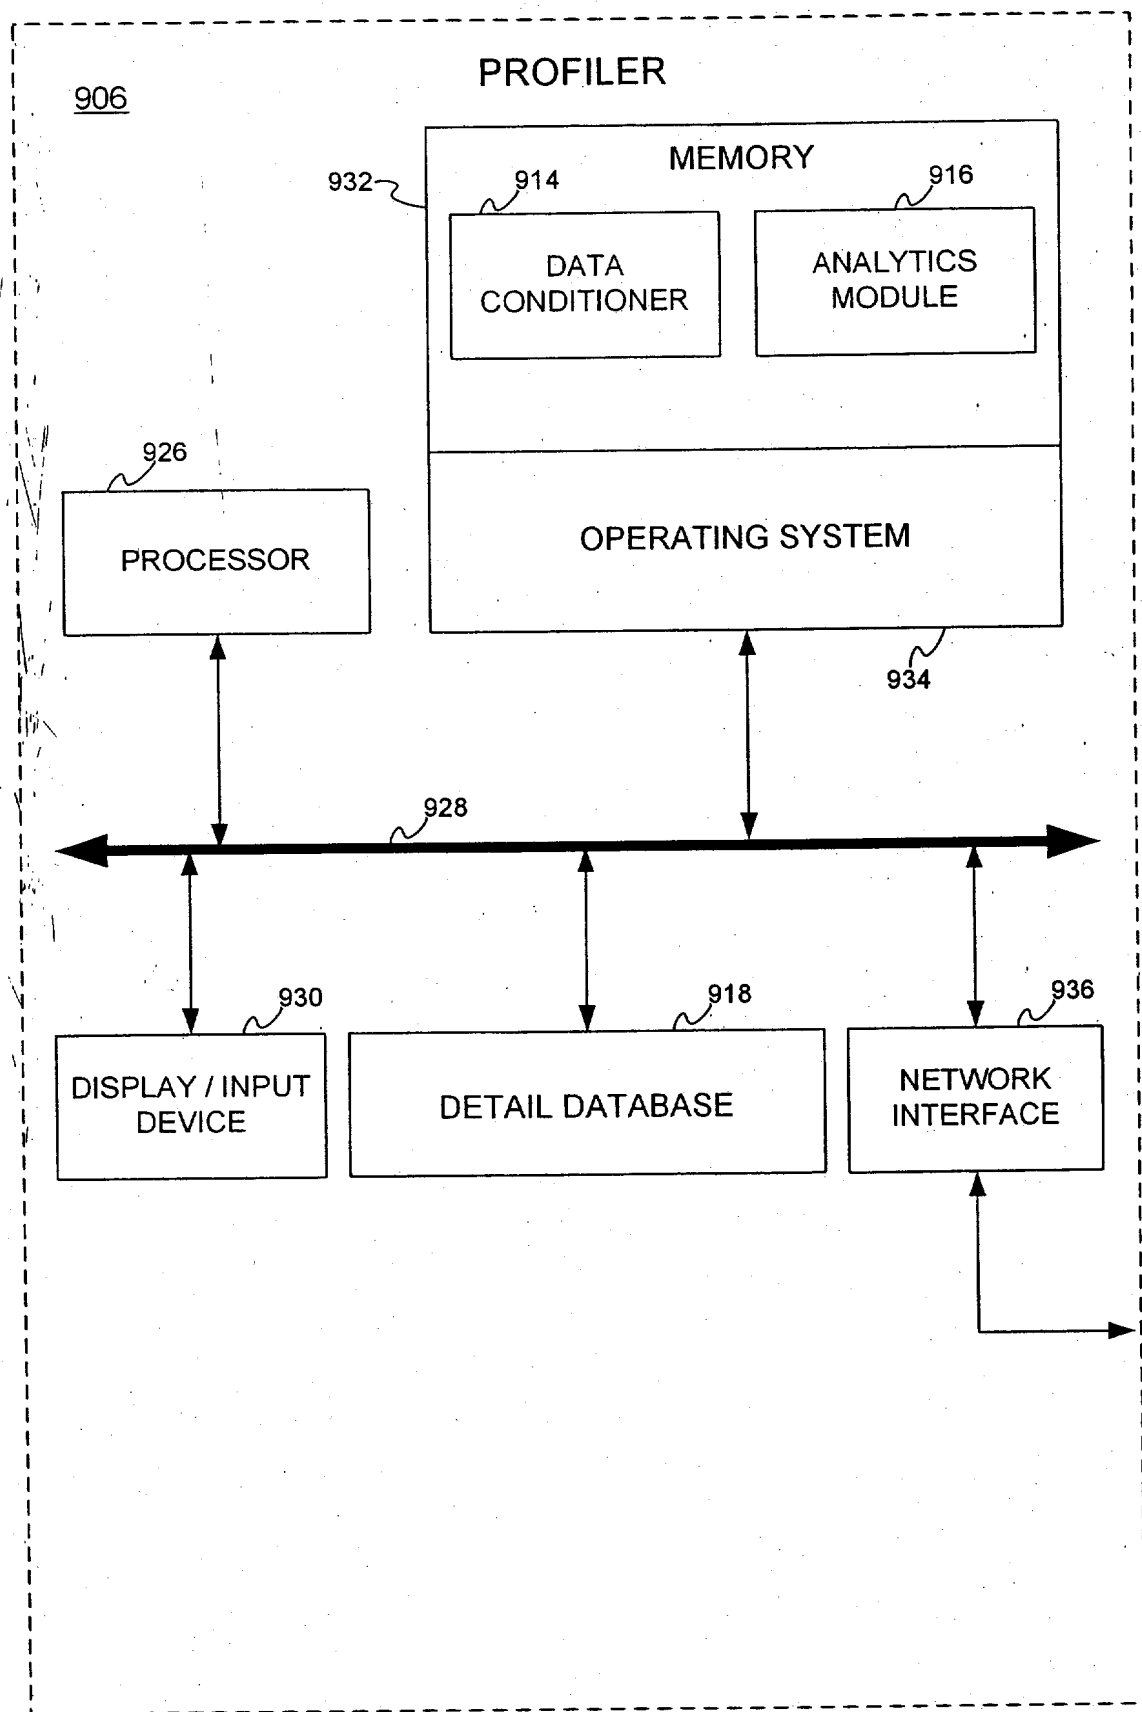 PROFILER
906
MEMORY
932
914
916
DATA
CONDITIONER
ANALYTICS
MODULE
926
PROCESSOR
OPERATING SYSTEM
934
928
930
918
936
DISPLAY / INPUT
DEVICE
DETAIL DATABASE
NETWORK
INTERFACE